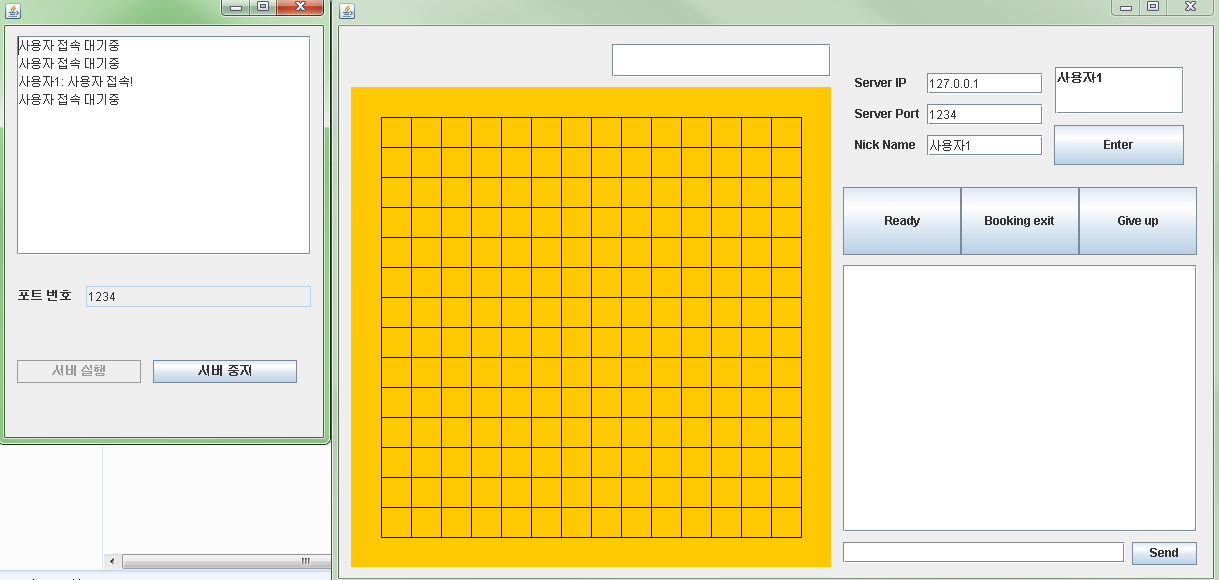 사용자 접속 대기중
사용자 접속 대기중
사용자1: 사용자 접속!
사용자 접속 대기중
포트 번호 1234
서버 실행
서버 중지
Server IP 127.0.0.1
Server Port 1234
Nick Name 사용자1
사용자1
Enter
Ready
Booking exit
Give up
Send